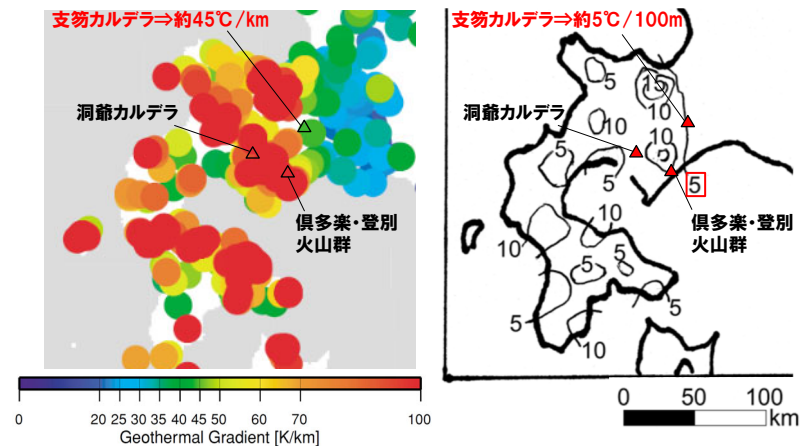 支笏カルデラ⇒約45℃/km
洞爺カルデラ
倶多楽・登別
火山群
0 20 25 30 35 40 45 50 60 70 100
Geothermal Gradient [K/km]
支笏カルデラ⇒約5℃/100m
洞爺カルデラ
倶多楽・登別
火山群
5
15
10
10
10
5
5
5
10
5
10
5
5
10
0 50 100
km